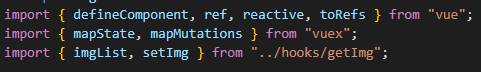 import { defineComponent, ref, reactive, toRefs } from "vue";
import { mapState, mapMutations } from "vuex";
import { imgList, setImg } from "../hooks/getImg";